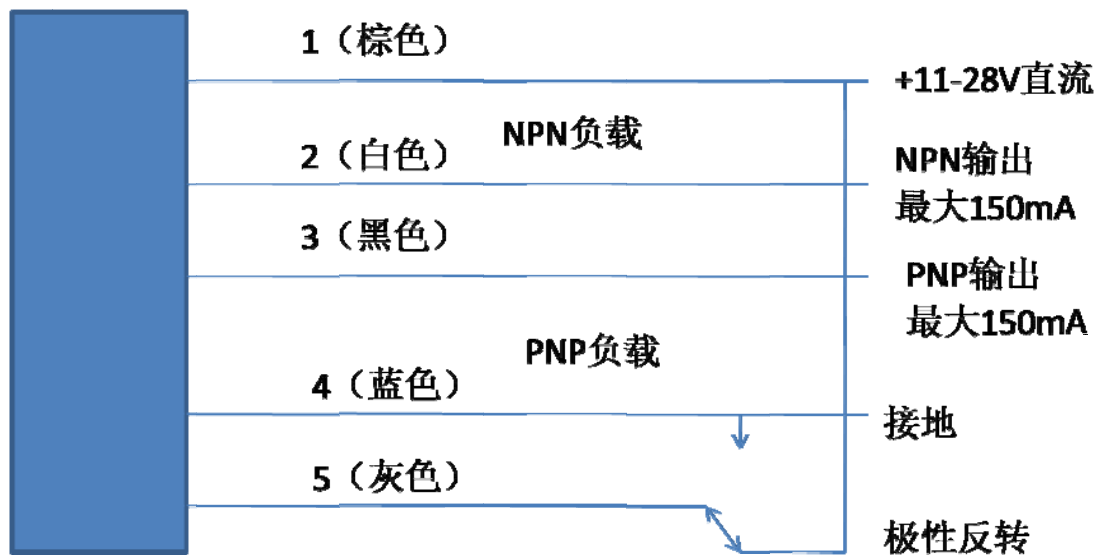 1（棕色）
+11-28V直流
NPN负载
2（白色）
NPN输出
最大150mA
3（黑色）
PNP输出
最大150mA
PNP负载
4（蓝色）
接地
5（灰色）
极性反转